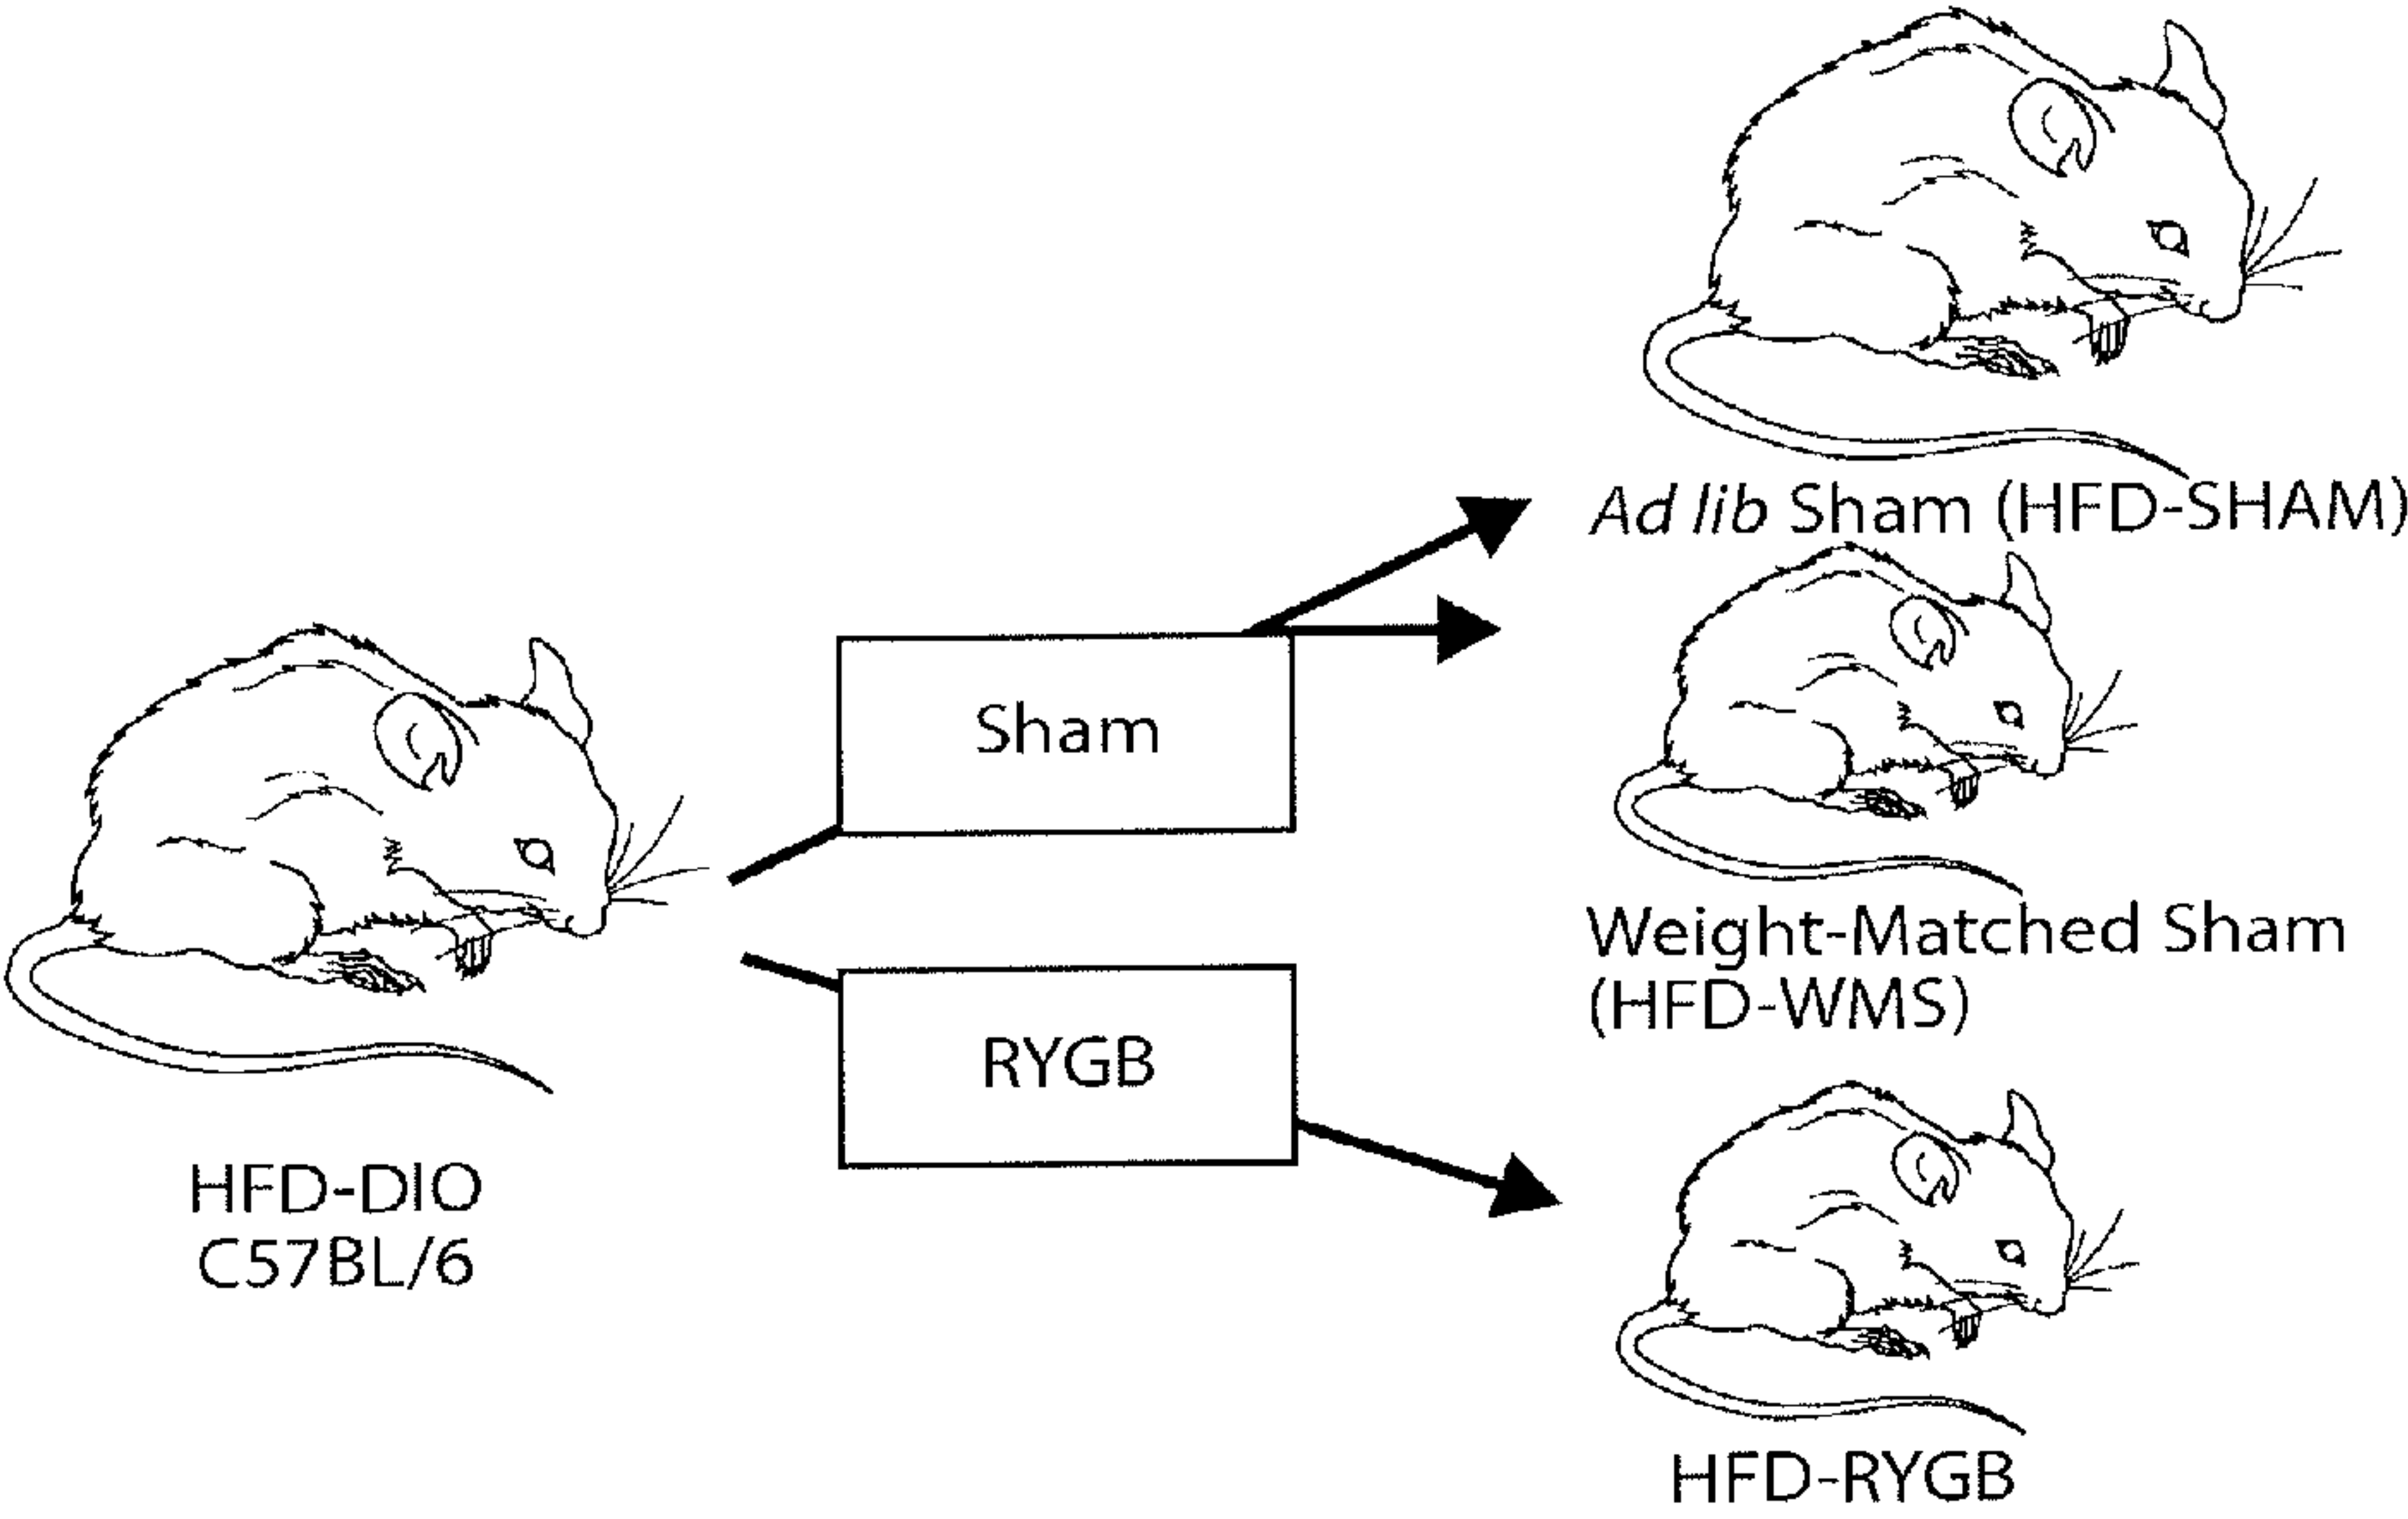 HFD-DIO
C57BL/6
Sham
RYGB
Ad lib Sham (HFD-SHAM)
Weight-Matched Sham
(HFD-WMS)
HFD-RYGB